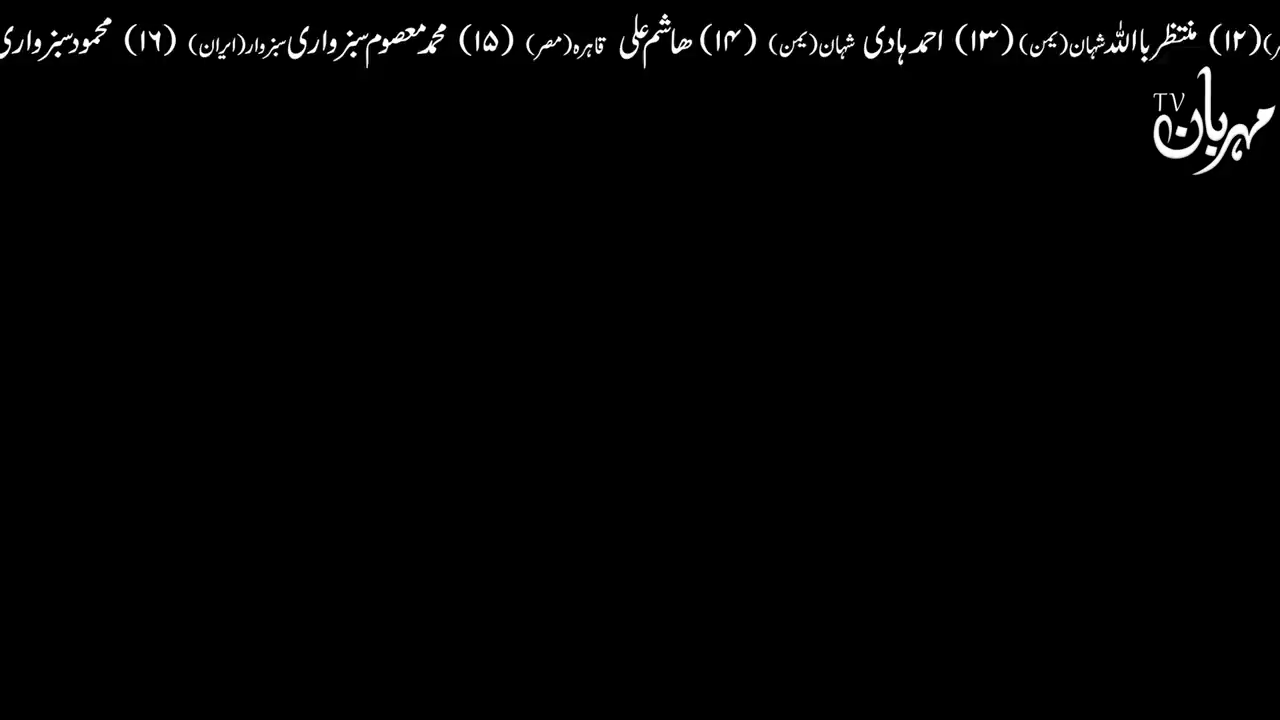 (۱۲) منتظر باالله شہان (یمن) (۱۳) احمد ہادی شہان (یمن) (۱۴) ھاشم علی قاہرہ (مصر) (۱۵) محمد معصوم سبزواری سبزوار (ایران) (۱۶) محمود سبزواری
TV
مہربان